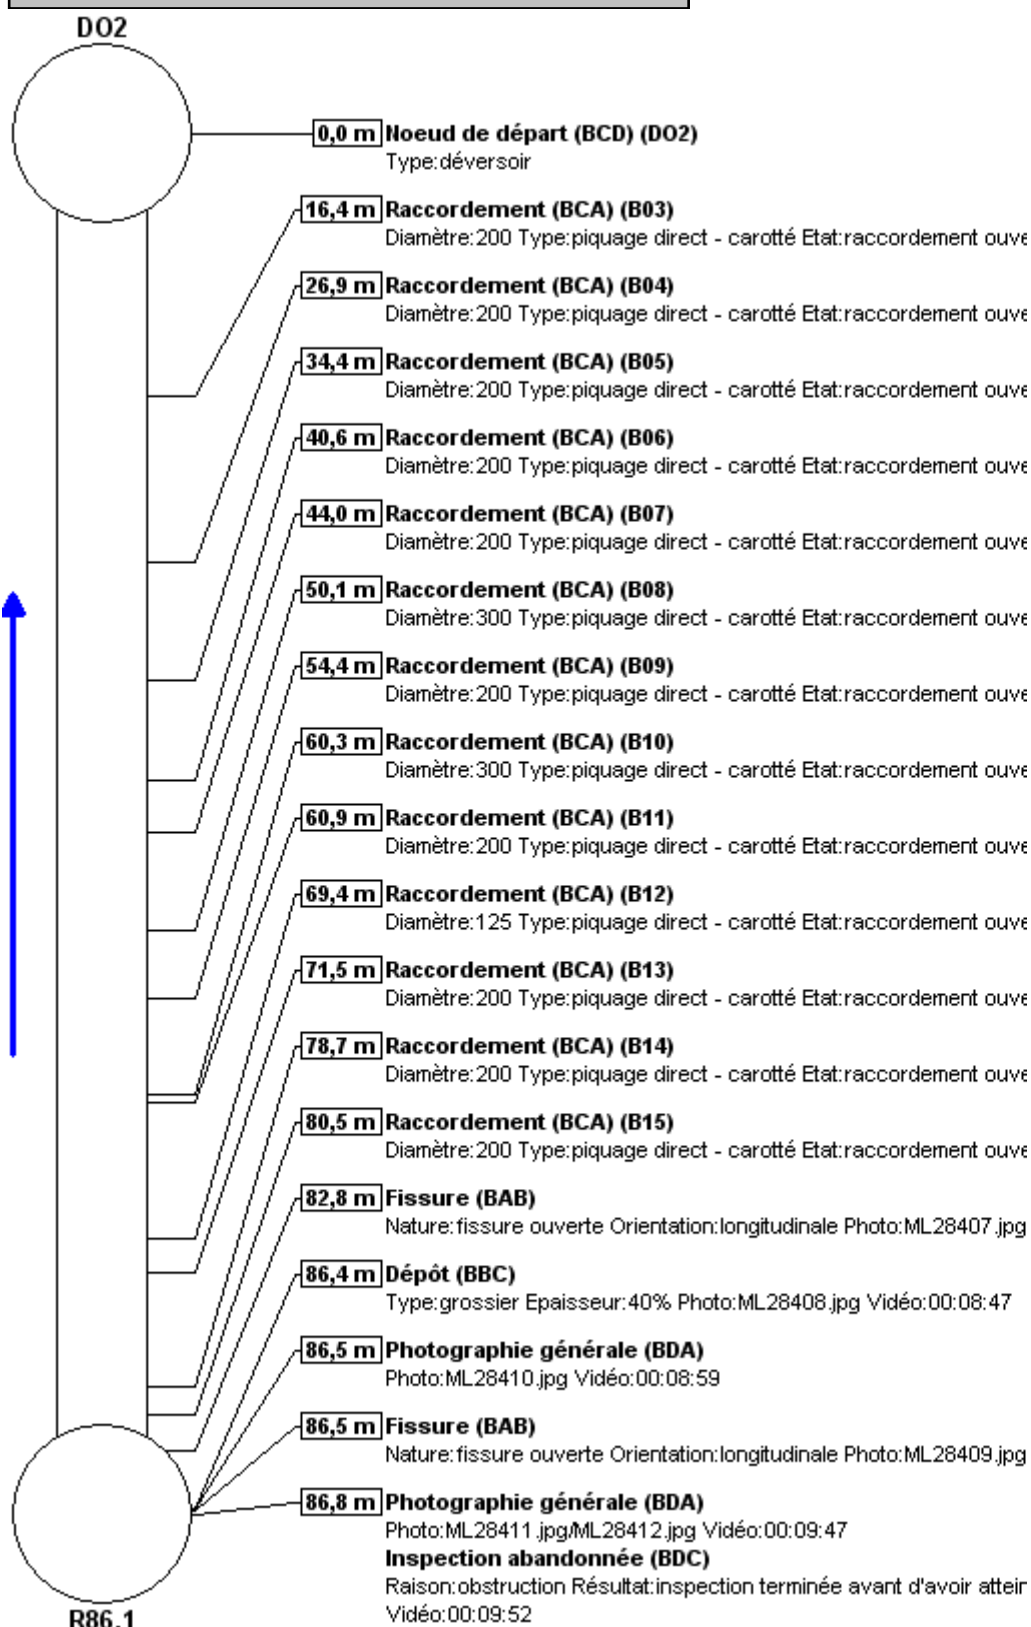 DO2
0,0 m Noeud de départ (BCD) (DO2)
Type:déversoir
16,4 m Raccordement (BCA) (B03)
Diamètre:200 Type:piquage direct - carotté Etat:raccordement ouve
26,9 m Raccordement (BCA) (B04)
Diamètre:200 Type:piquage direct - carotté Etat:raccordement ouve
34,4 m Raccordement (BCA) (B05)
Diamètre:200 Type:piquage direct - carotté Etat:raccordement ouve
40,6 m Raccordement (BCA) (B06)
Diamètre:200 Type:piquage direct - carotté Etat:raccordement ouve
44,0 m Raccordement (BCA) (B07)
Diamètre:200 Type:piquage direct - carotté Etat:raccordement ouve
50,1 m Raccordement (BCA) (B08)
Diamètre:300 Type:piquage direct - carotté Etat:raccordement ouve
54,4 m Raccordement (BCA) (B09)
Diamètre:200 Type:piquage direct - carotté Etat:raccordement ouve
60,3 m Raccordement (BCA) (B10)
Diamètre:300 Type:piquage direct - carotté Etat:raccordement ouve
60,9 m Raccordement (BCA) (B11)
Diamètre:200 Type:piquage direct - carotté Etat:raccordement ouve
69,4 m Raccordement (BCA) (B12)
Diamètre:125 Type:piquage direct - carotté Etat:raccordement ouve
71,5 m Raccordement (BCA) (B13)
Diamètre:200 Type:piquage direct - carotté Etat:raccordement ouve
78,7 m Raccordement (BCA) (B14)
Diamètre:200 Type:piquage direct - carotté Etat:raccordement ouve
80,5 m Raccordement (BCA) (B15)
Diamètre:200 Type:piquage direct - carotté Etat:raccordement ouve
82,8 m Fissure (BAB)
Nature:fissure ouverte Orientation:longitudinale Photo:ML28407.jpg
86,4 m Dépôt (BBC)
Type:grossier Epaisseur:40% Photo:ML28408.jpg Vidéo:00:08:47
86,5 m Photographie générale (BDA)
Photo:ML28410.jpg Vidéo:00:08:59
86,5 m Fissure (BAB)
Nature:fissure ouverte Orientation:longitudinale Photo:ML28409.jpg
86,8 m Photographie générale (BDA)
Photo:ML28411.jpg/ML28412.jpg Vidéo:00:09:47
Inspection abandonnée (BDC)
Raison:obstruction Résultat:inspection terminée avant d'avoir attein
Vidéo:00:09:52
R86.1